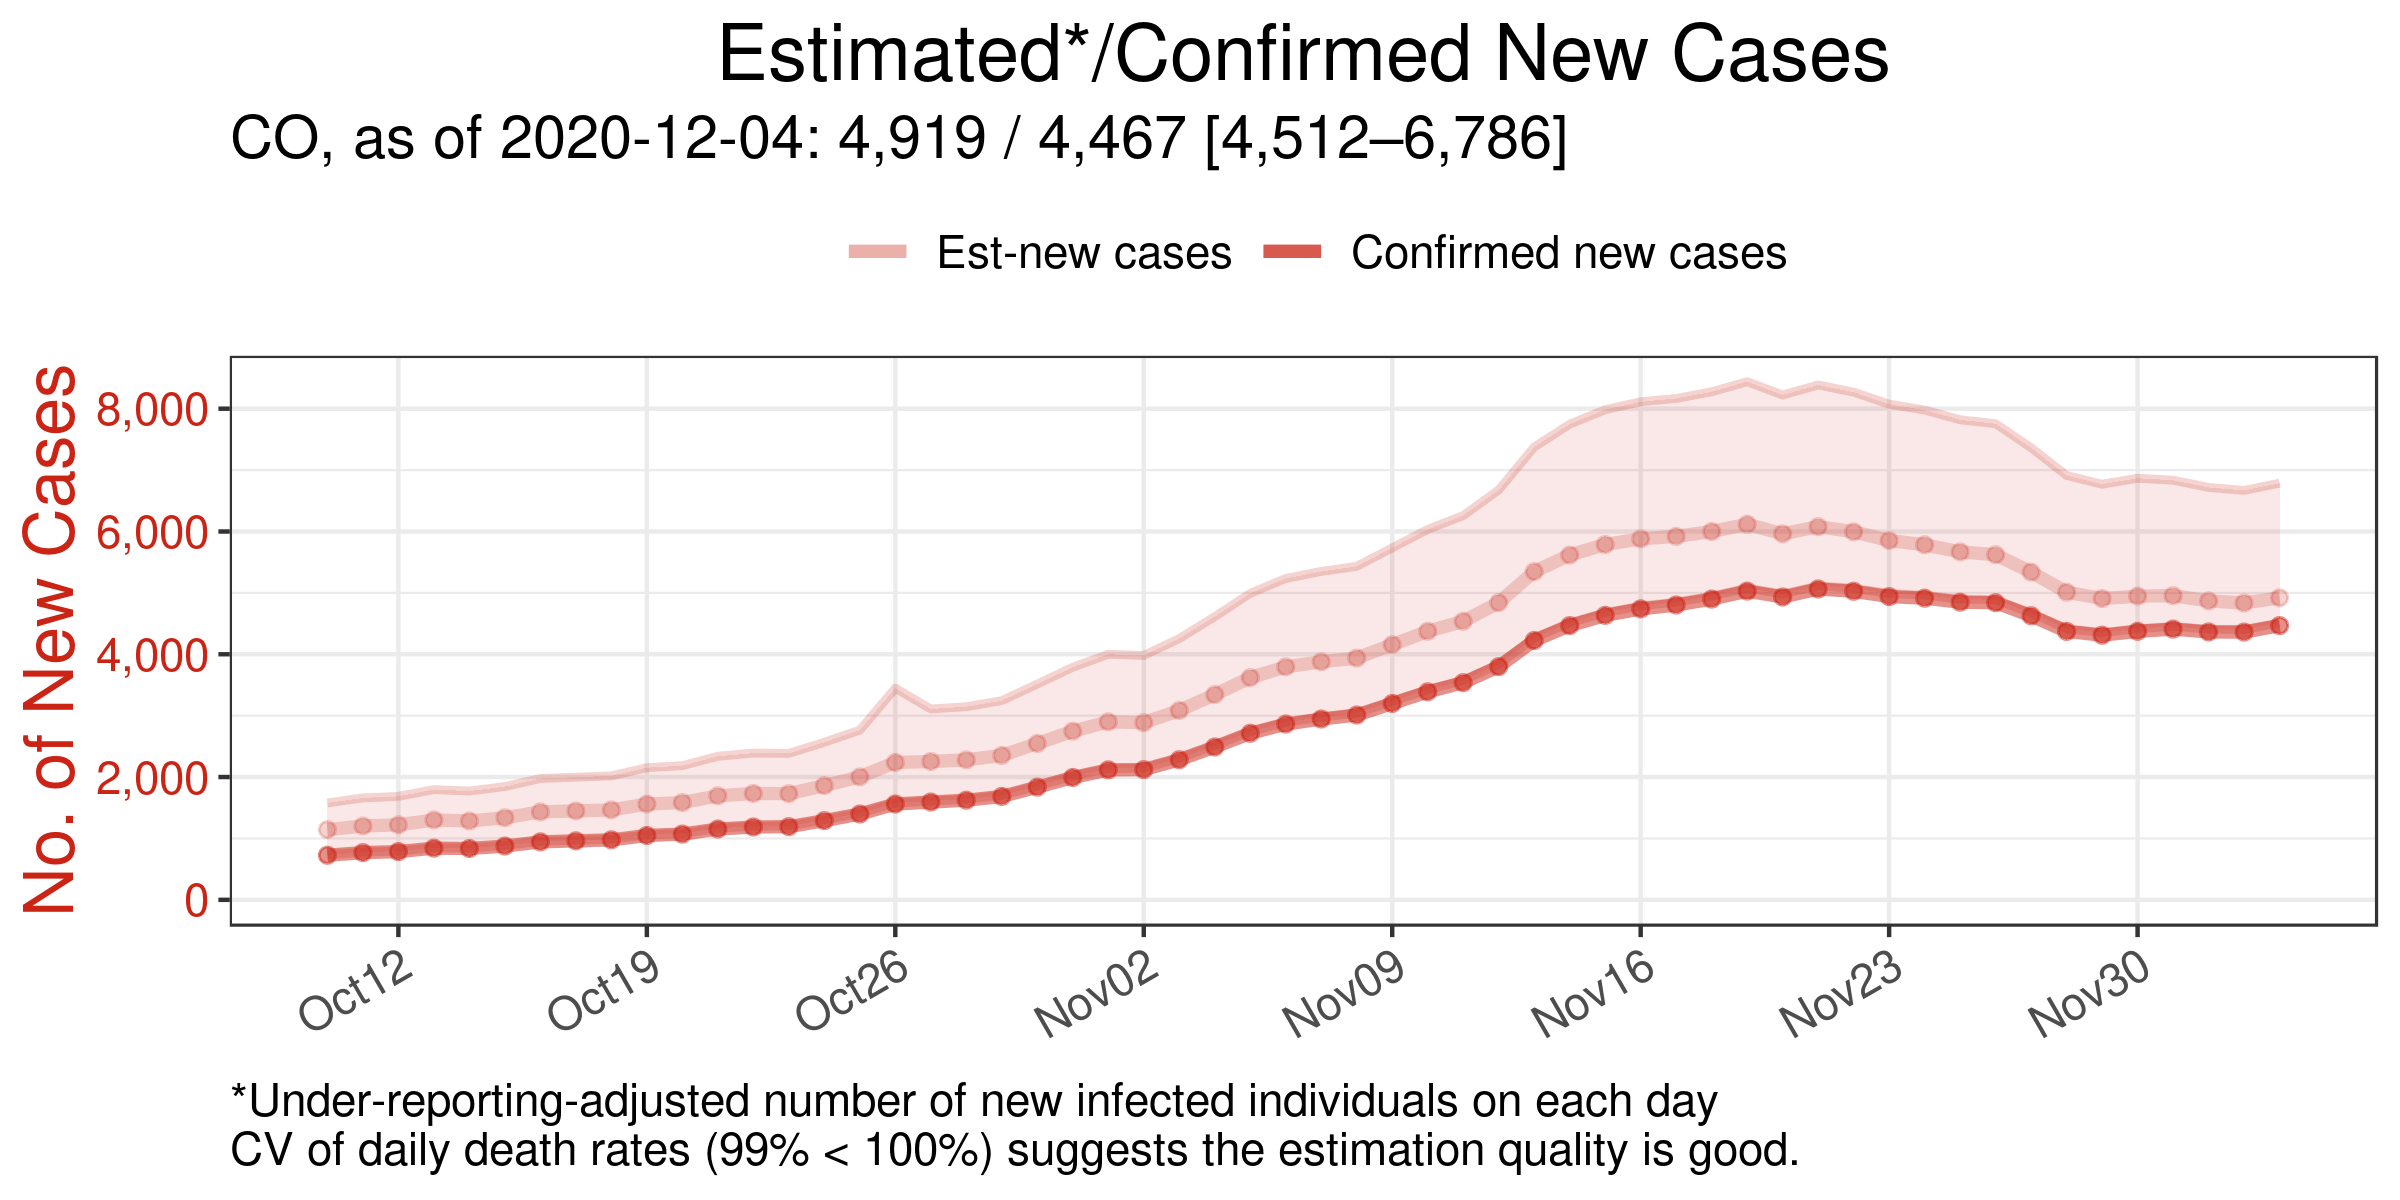 Estimated*/Confirmed New Cases
CO, as of 2020-12-04: 4,919 / 4,467 [4,512–6,786]
Est-new cases Confirmed new cases
No. of New Cases
8,000
6,000
4,000
2,000
0
Oct12 Oct19 Oct26 Nov02 Nov09 Nov16 Nov23 Nov30
*Under-reporting-adjusted number of new infected individuals on each day
CV of daily death rates (99% < 100%) suggests the estimation quality is good.